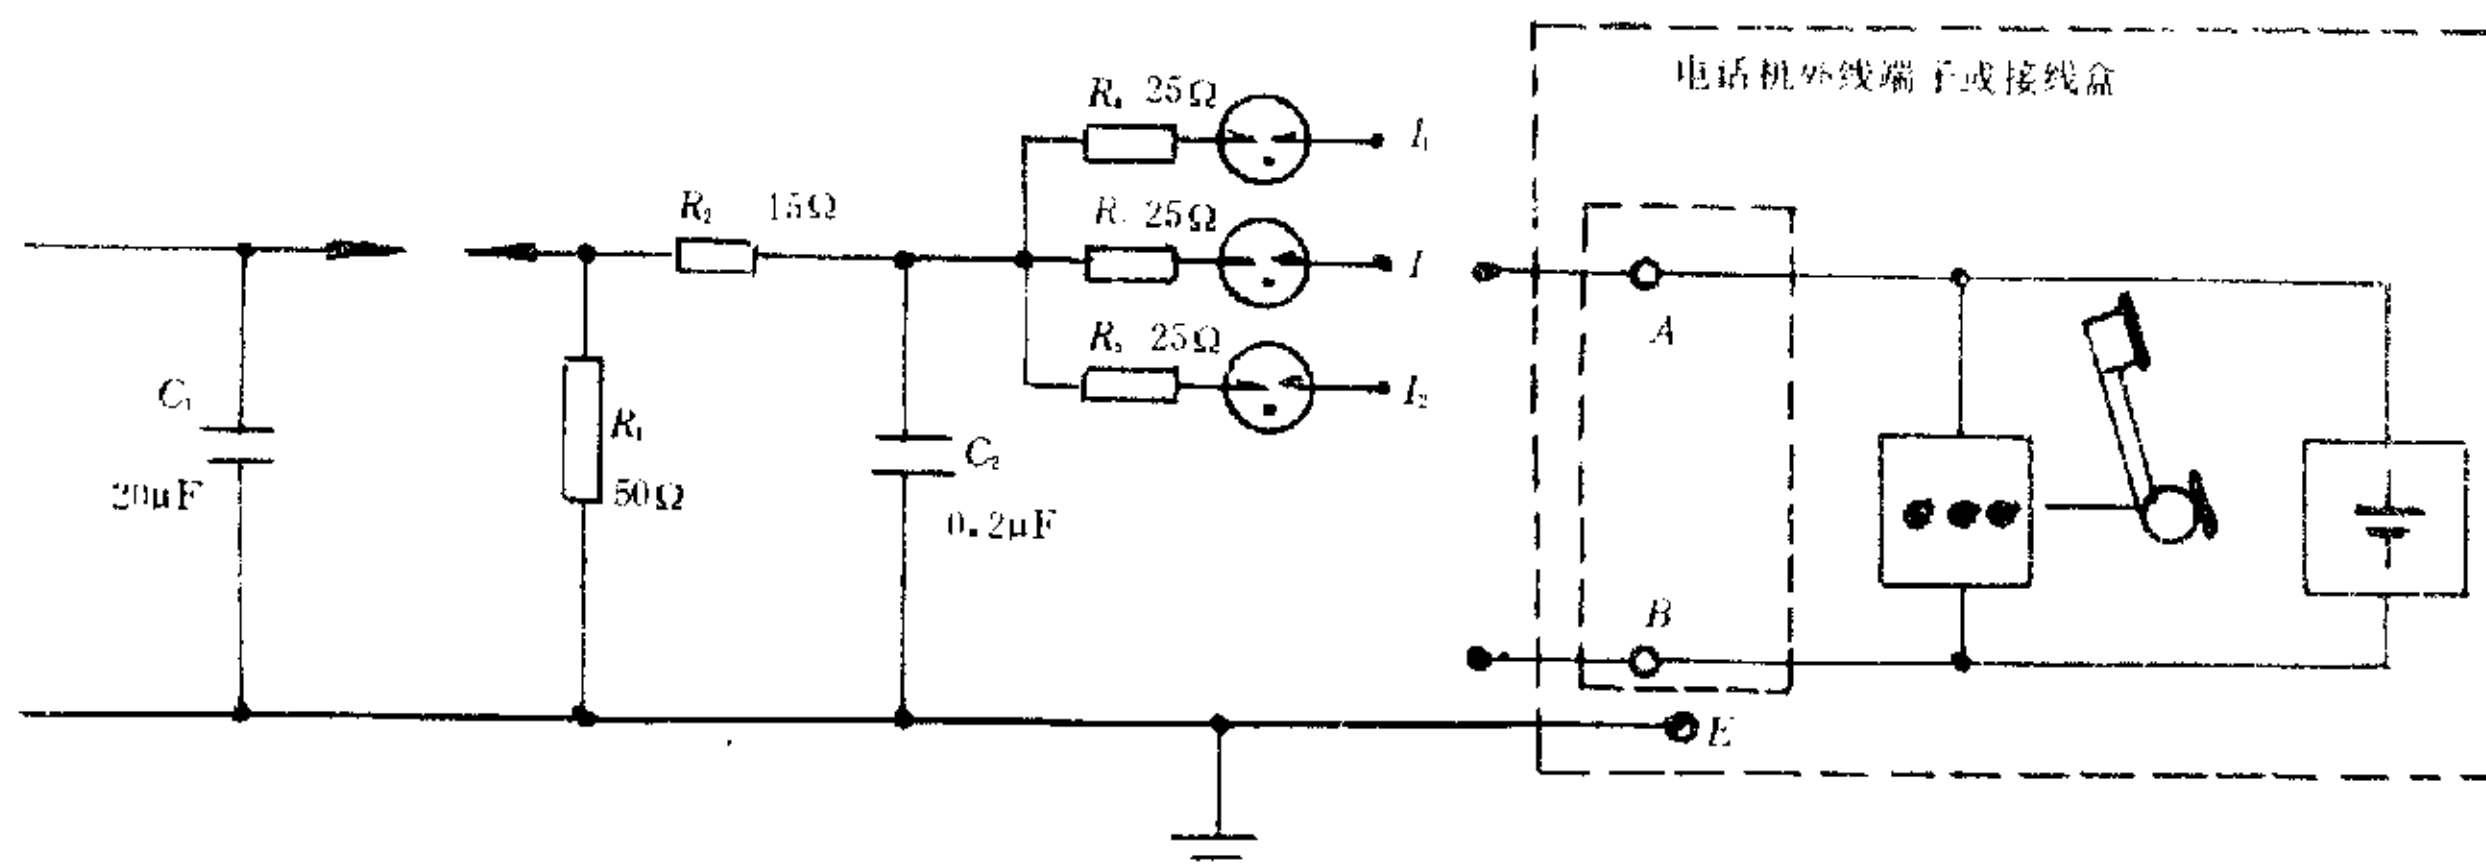 电话机外线端子或接线盒
R₄ 25Ω
I₁
R₂ 15Ω
R 25Ω
I
A
R₅ 25Ω
I₂
C₁
20μF
R₁
50Ω
C₂
0.2μF
B
E